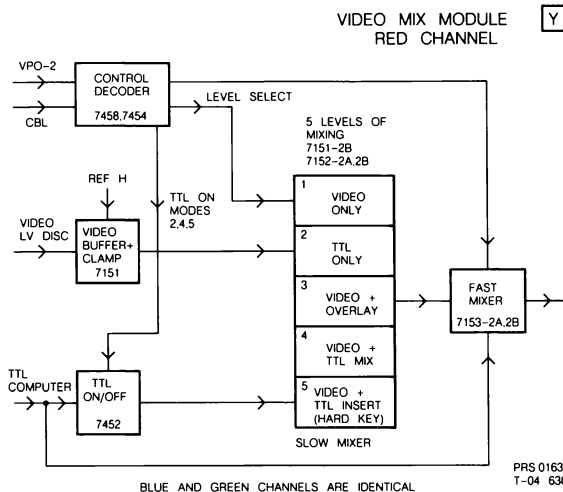 VIDEO MIX MODULE
RED CHANNEL
Y
VPO-2
CBL
CONTROL
DECODER
7458,7454
LEVEL SELECT
5 LEVELS OF
MIXING
7151-2B
7152-2A,2B
REF H
TTL ON
MODES
2,4,5
VIDEO
LV DISC
VIDEO
BUFFER+
CLAMP
7151
1
VIDEO
ONLY
2
TTL
ONLY
3
VIDEO +
OVERLAY
4
VIDEO +
TTL MIX
5
VIDEO +
TTL INSERT
(HARD KEY)
SLOW MIXER
FAST
MIXER
7153-2A,2B
TTL
COMPUTER
TTL
ON/OFF
7452
BLUE AND GREEN CHANNELS ARE IDENTICAL
PRS 0163
T-04 638